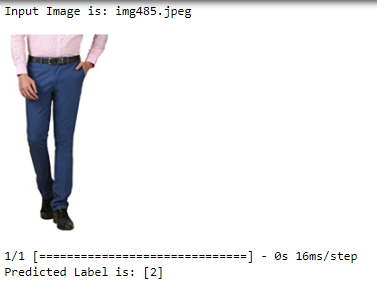 Input Image is: img485.jpeg
1/1 [==============================] - 0s 16ms/step
Predicted Label is: [2]